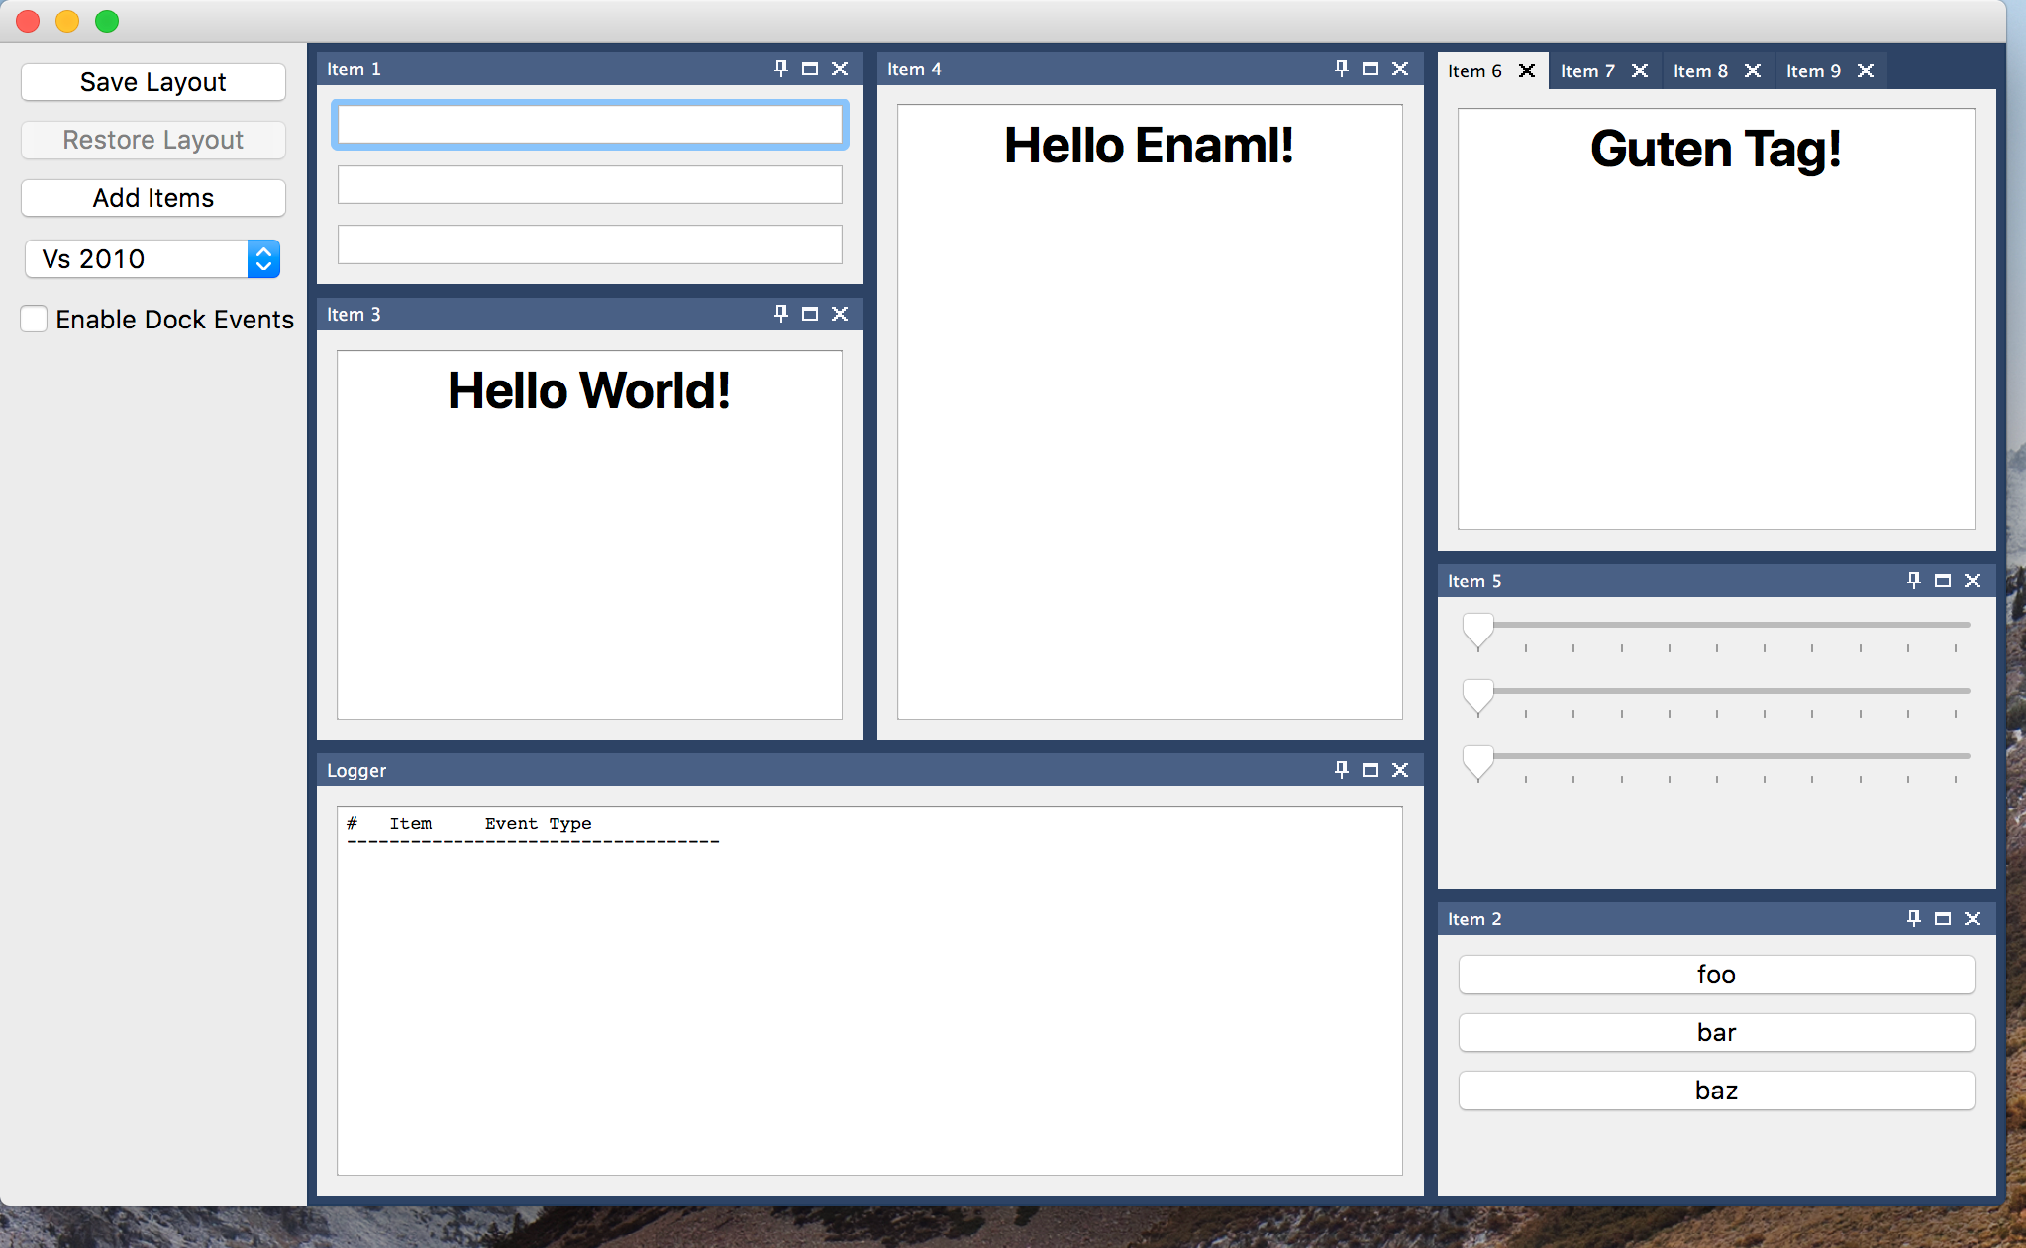 Save Layout
Restore Layout
Add Items
Vs 2010
Enable Dock Events
Item 1
Item 3
Hello World!
Item 4
Hello Enaml!
Logger
# Item Event Type
-----------------------------------
Item 6 Item 7 Item 8 Item 9
Guten Tag!
Item 5
Item 2
foo
bar
baz